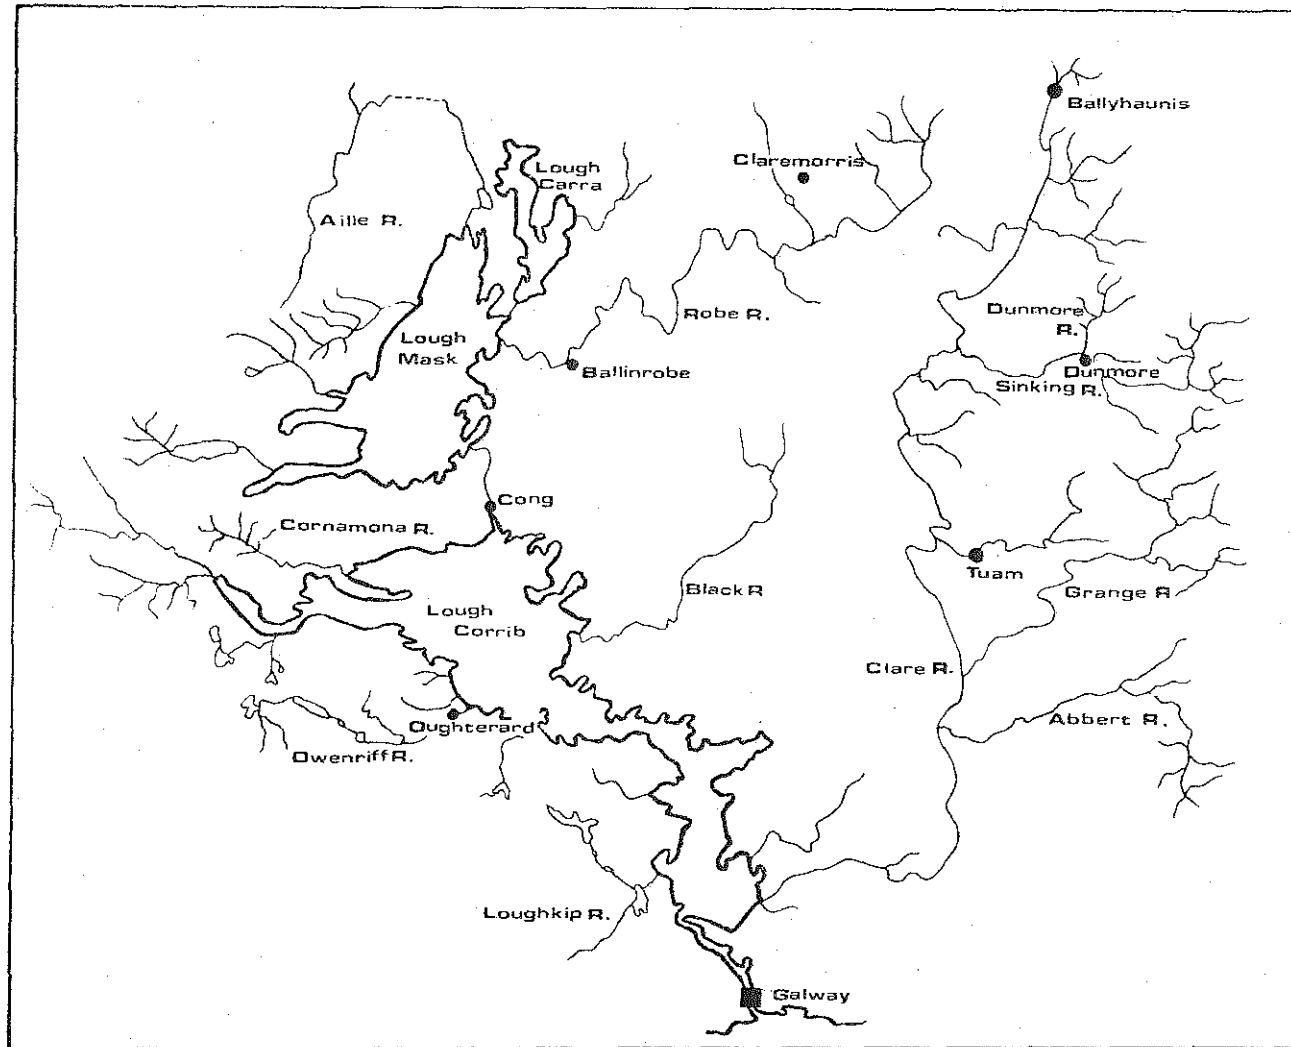 Ballyhaunis
Claremorris
Lough
Carra
Aille R.
Robe R.
Dunmore
R.
Lough
Mask
Ballinrobe
Dunmore
Sinking R.
Cong
Cornamona R.
Tuam
Black R
Grange R
Lough
Corrib
Clare R.
Abbert R.
Oughterard
Owenriff R.
Loughkip R.
Galway